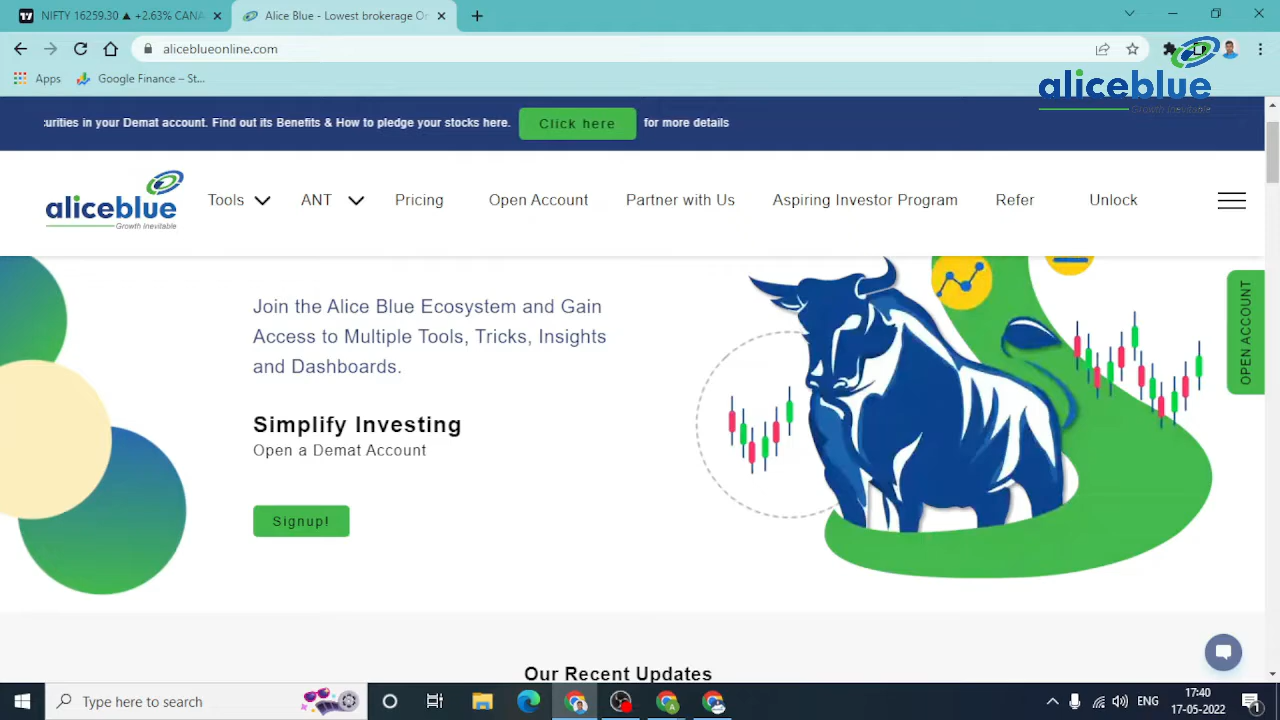 NIFTY 16259.30 ▲ +2.63% CANA
Alice Blue - Lowest brokerage On
aliceblueonline.com
Apps
Google Finance – St...
aliceblue
Growth Inevitable
:urities in your Demat account. Find out its Benefits & How to pledge your stocks here. Click here for more details
aliceblue
Growth Inevitable
Tools ANT Pricing Open Account Partner with Us Aspiring Investor Program Refer Unlock
OPEN ACCOUNT
Join the Alice Blue Ecosystem and Gain
Access to Multiple Tools, Tricks, Insights
and Dashboards.
Simplify Investing
Open a Demat Account
Signup!
Our Recent Updates
Type here to search
ENG
17:40
17-05-2022
1